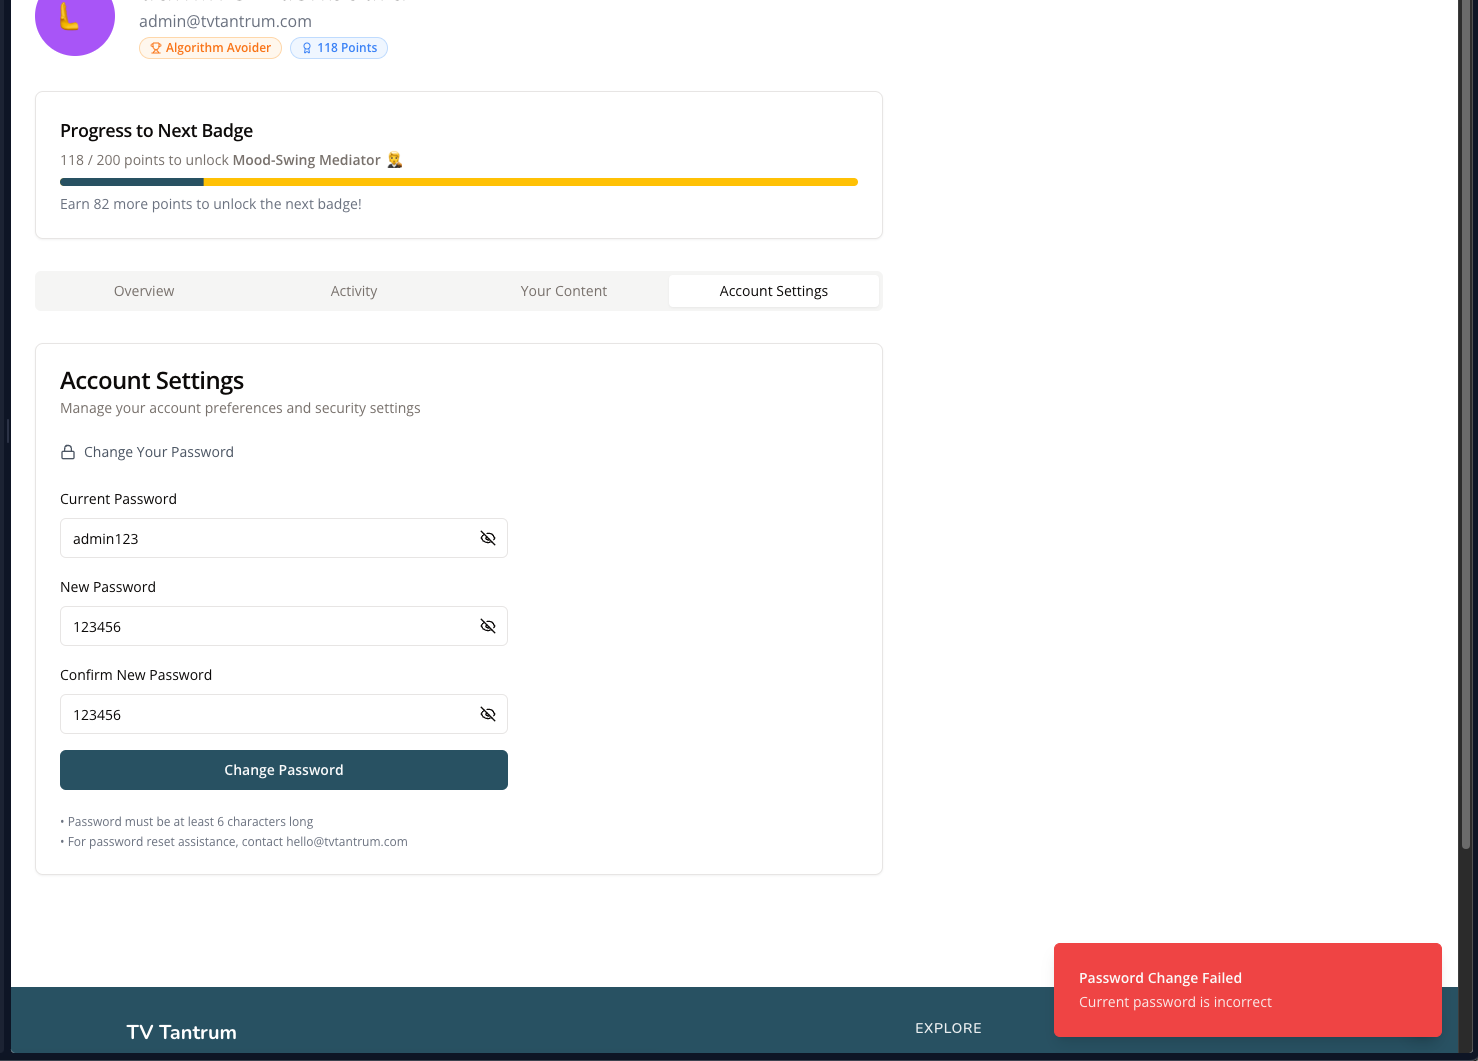 admin@tvtantrum.com
Algorithm Avoider
118 Points
Progress to Next Badge
118 / 200 points to unlock Mood-Swing Mediator
Earn 82 more points to unlock the next badge!
Overview
Activity
Your Content
Account Settings
Account Settings
Manage your account preferences and security settings
Change Your Password
Current Password
admin123
New Password
123456
Confirm New Password
123456
Change Password
• Password must be at least 6 characters long
• For password reset assistance, contact hello@tvtantrum.com
Password Change Failed
Current password is incorrect
TV Tantrum
EXPLORE